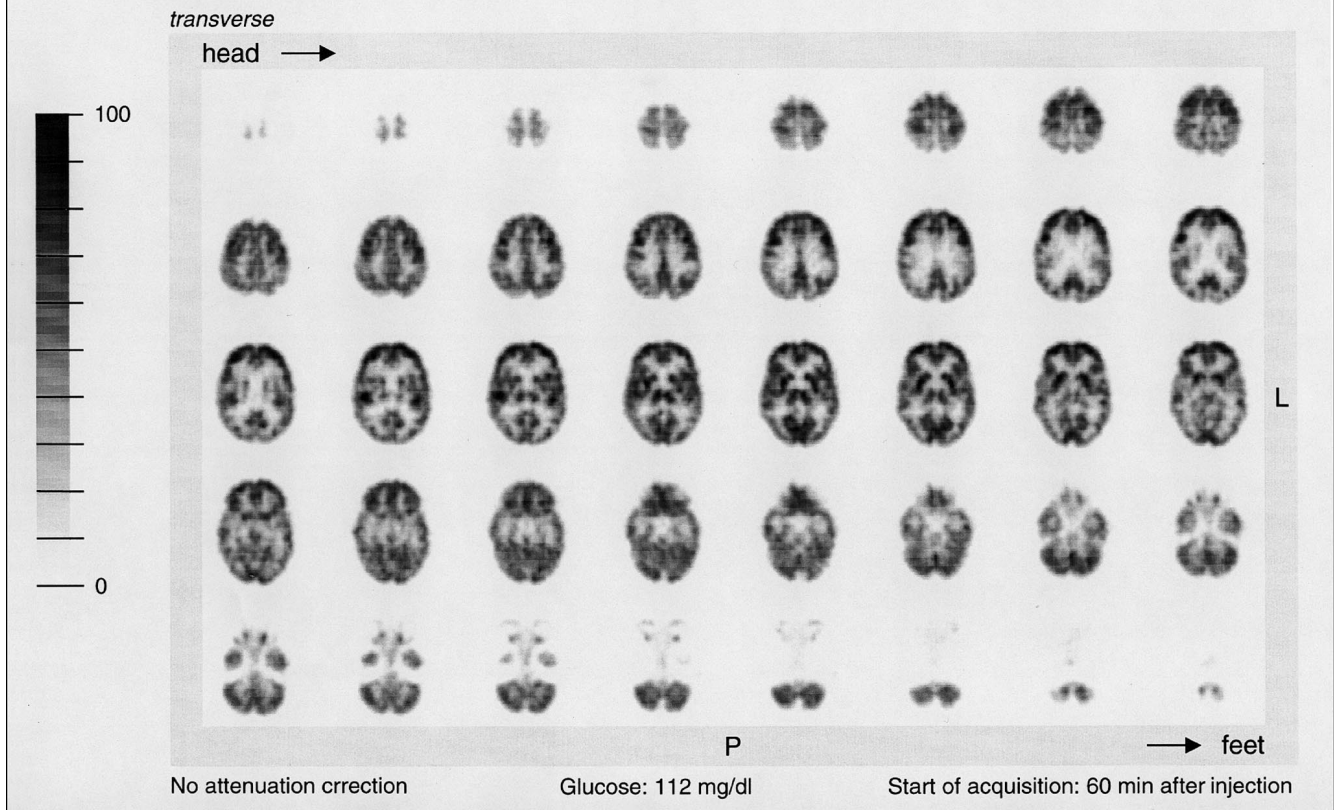 transverse
head
100
0
L
P
feet
No attenuation crrection
Glucose: 112 mg/dl
Start of acquisition: 60 min after injection